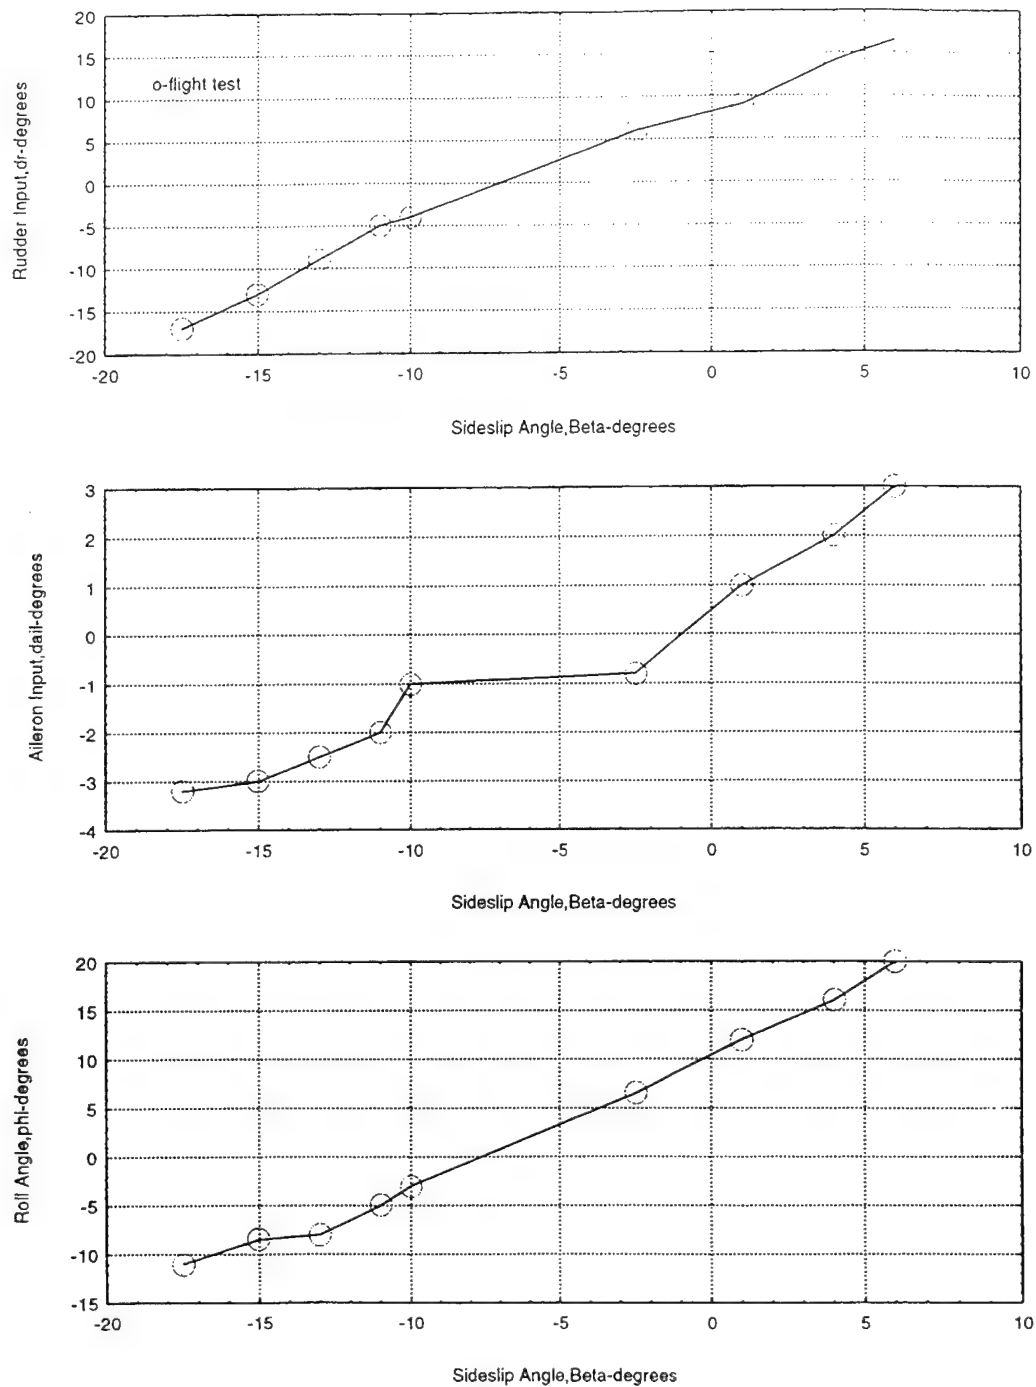 20
15
10
5
0
-5
-10
-15
-20
Rudder Input,dr-degrees
o-flight test
-20 -15 -10 -5 0 5 10
Sideslip Angle,Beta-degrees
3
2
1
0
-1
-2
-3
-4
Aileron Input,dail-degrees
-20 -15 -10 -5 0 5 10
Sideslip Angle,Beta-degrees
20
15
10
5
0
-5
-10
-15
Roll Angle,phi-degrees
-20 -15 -10 -5 0 5 10
Sideslip Angle,Beta-degrees